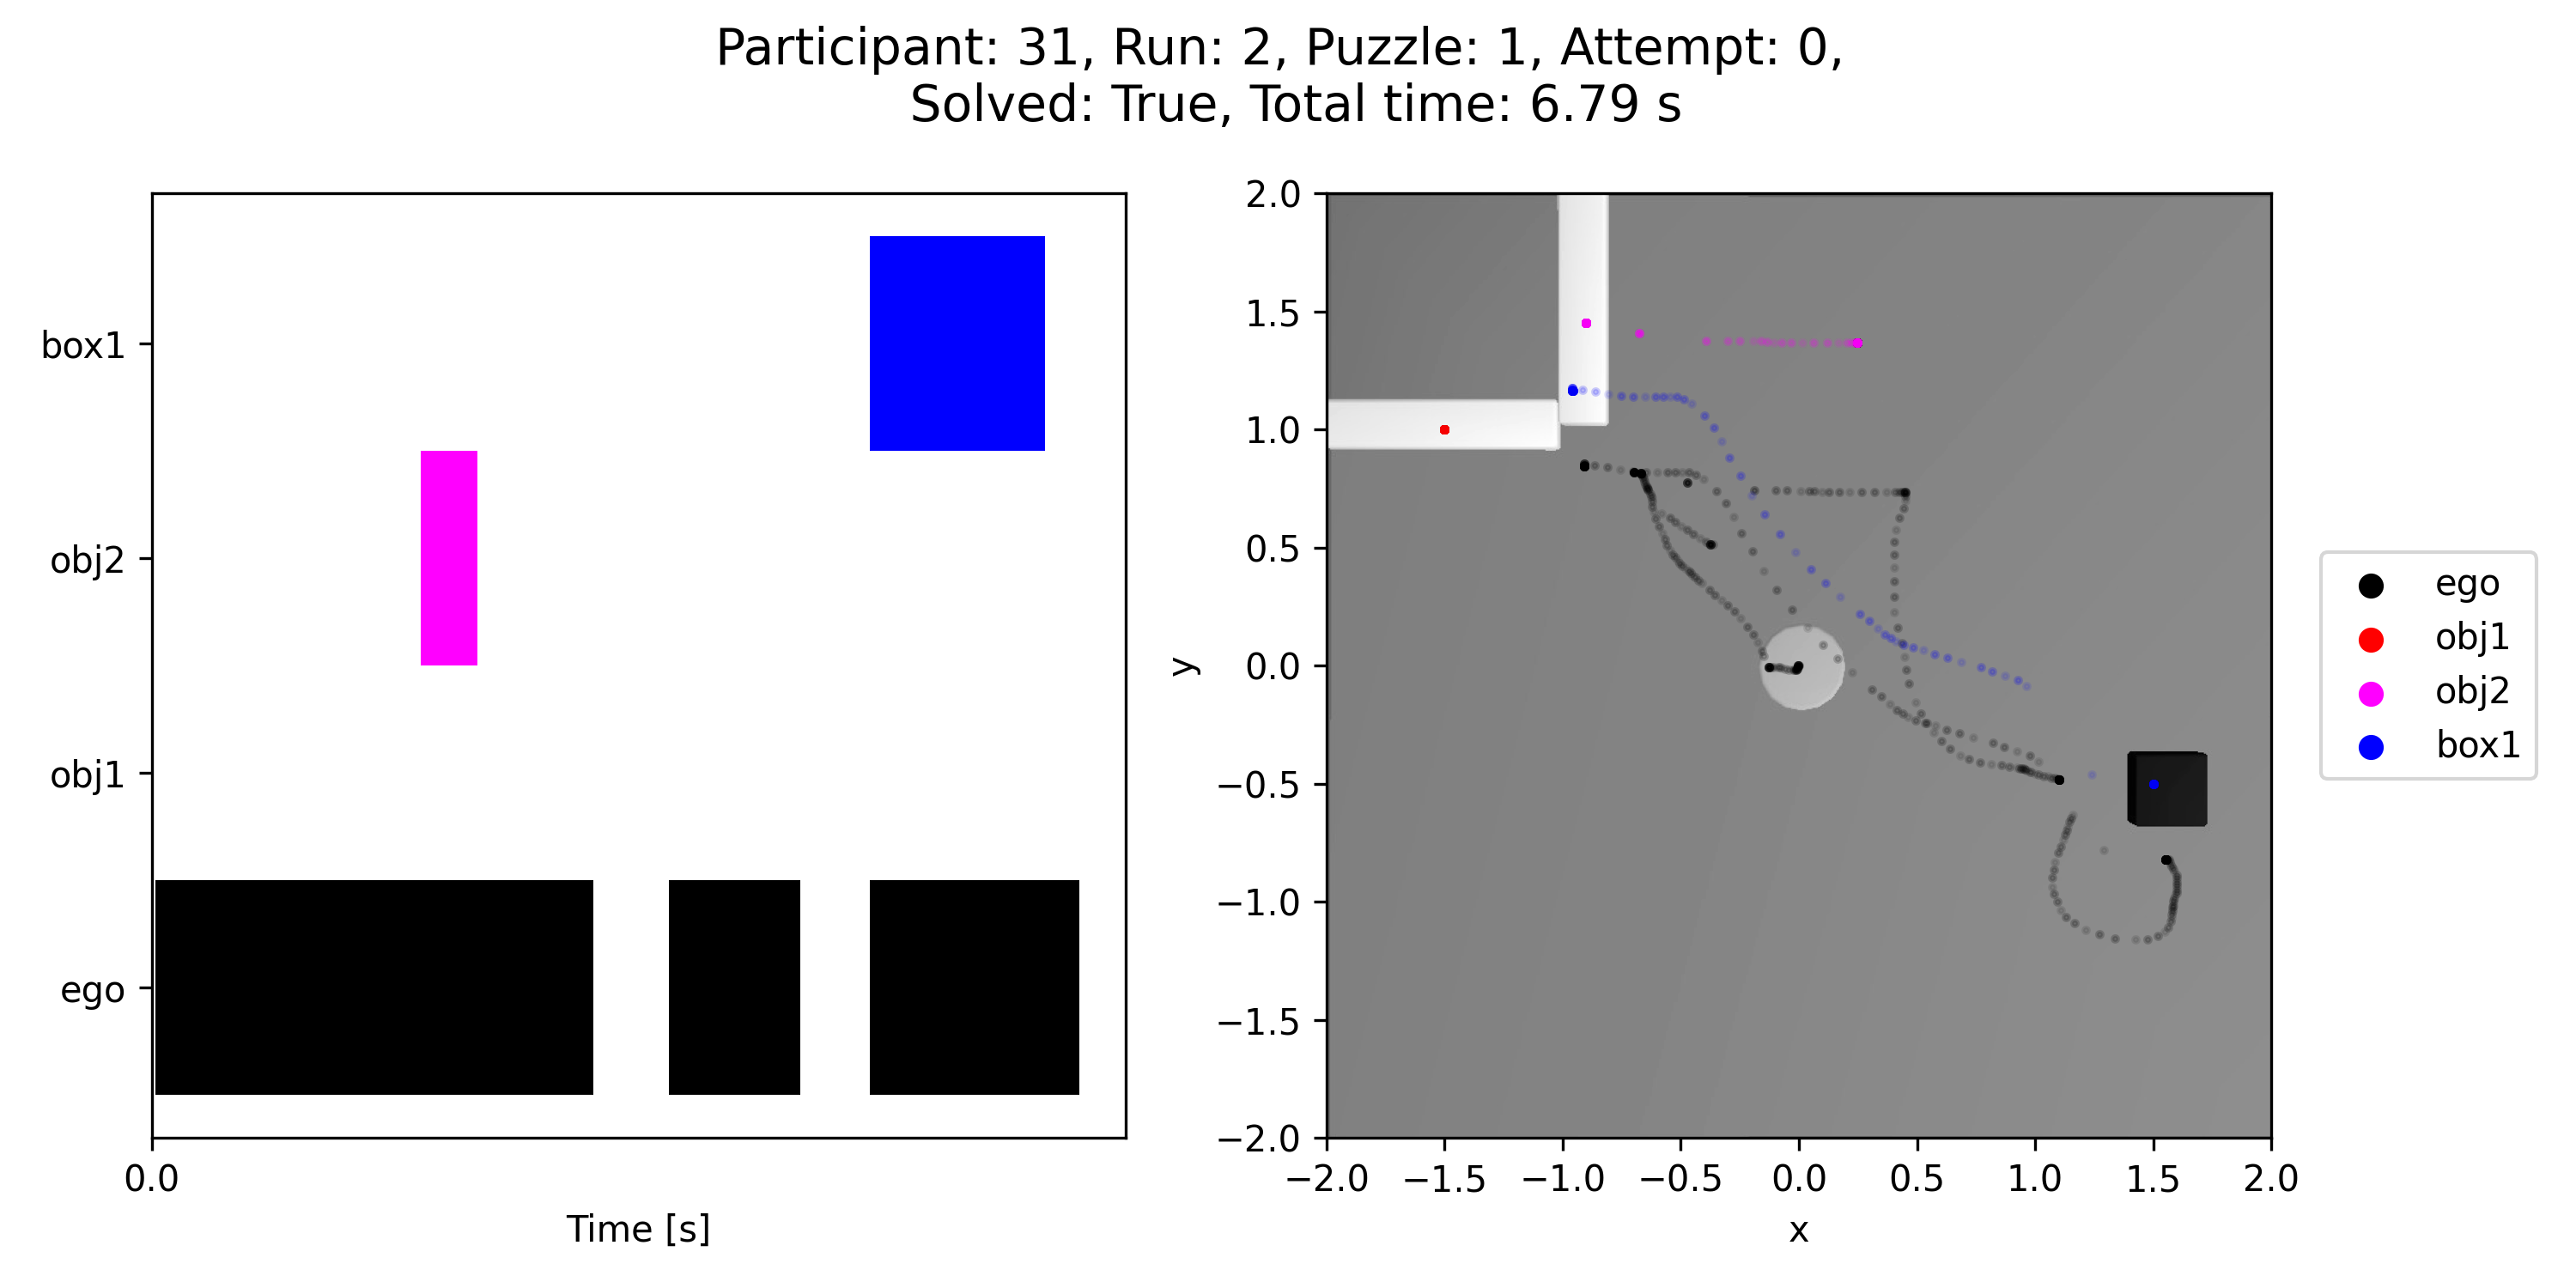 Participant: 31, Run: 2, Puzzle: 1, Attempt: 0,
Solved: True, Total time: 6.79 s
box1
obj2
obj1
ego
0.0
Time [s]
2.0
1.5
1.0
0.5
0.0
−0.5
−1.0
−1.5
−2.0
y
−2.0 −1.5 −1.0 −0.5 0.0 0.5 1.0 1.5 2.0
x
ego
obj1
obj2
box1